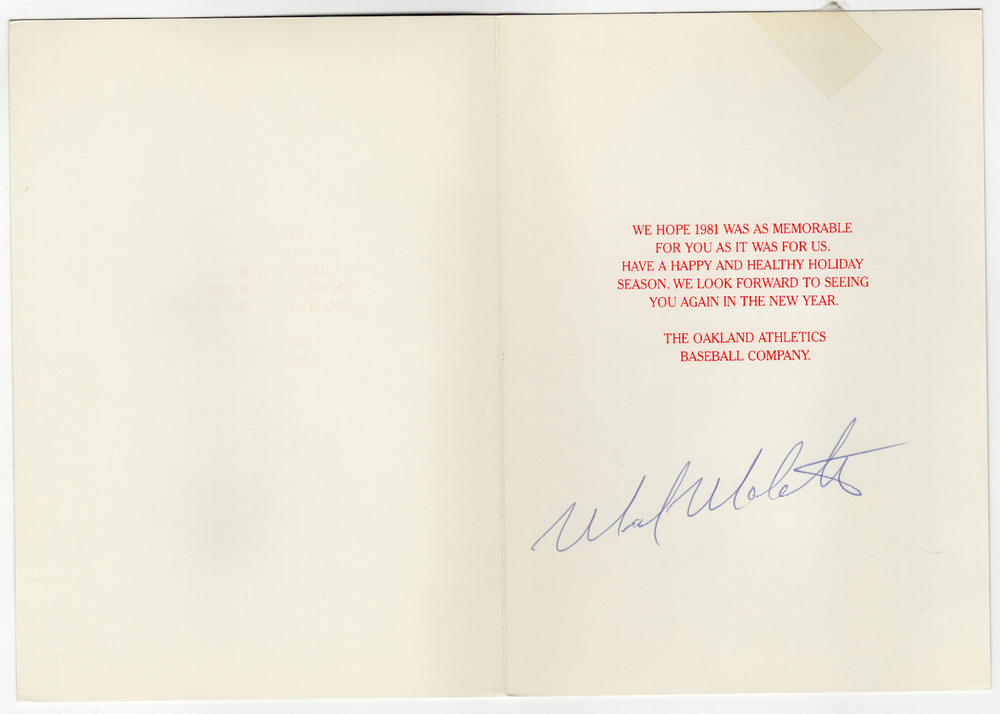 WE HOPE 1981 WAS AS MEMORABLE
FOR YOU AS IT WAS FOR US.
HAVE A HAPPY AND HEALTHY HOLIDAY
SEASON. WE LOOK FORWARD TO SEEING
YOU AGAIN IN THE NEW YEAR.
THE OAKLAND ATHLETICS
BASEBALL COMPANY.